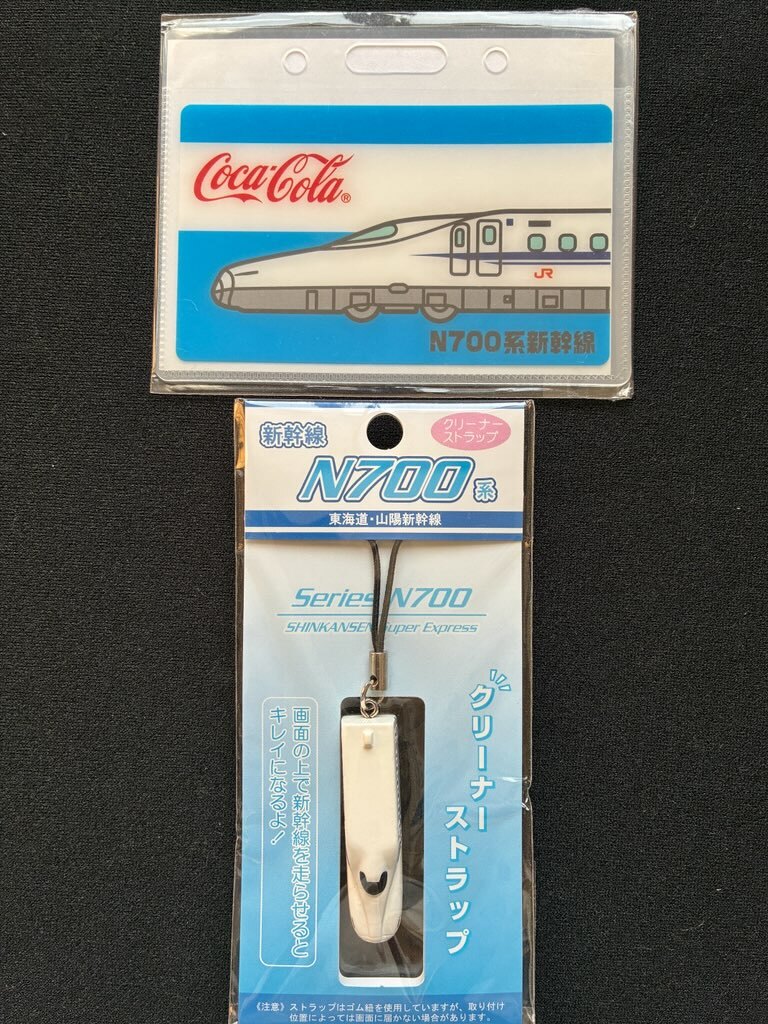 Coca-Cola®
JR
N700系新幹線
新幹線
クリーナー
ストラップ
N700系
東海道・山陽新幹線
Series N700
SHINKANSEN Super Express
クリーナー
ストラップ
画面の上で新幹線を走らせると
キレイになるよ！
《注意》ストラップはゴム紐を使用していますが、取り付け
位置によっては画面に届かない場合があります。